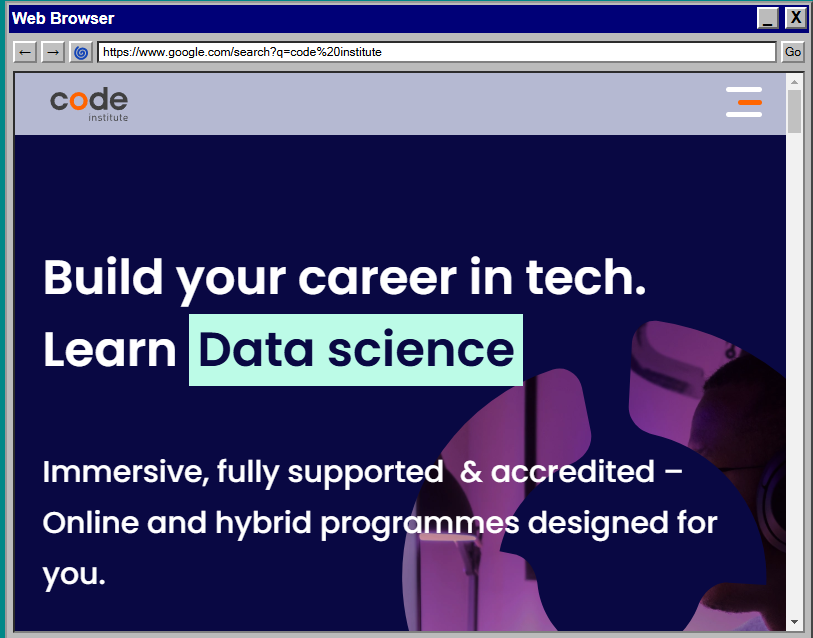 Web Browser
_ X
← → https://www.google.com/search?q=code%20institute Go
code
institute
Build your career in tech.
Learn Data science
Immersive, fully supported & accredited –
Online and hybrid programmes designed for
you.